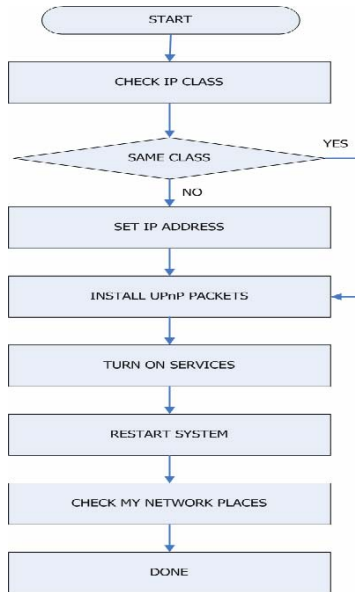 START
CHECK IP CLASS
SAME CLASS
YES
NO
SET IP ADDRESS
INSTALL UPnP PACKETS
TURN ON SERVICES
RESTART SYSTEM
CHECK MY NETWORK PLACES
DONE